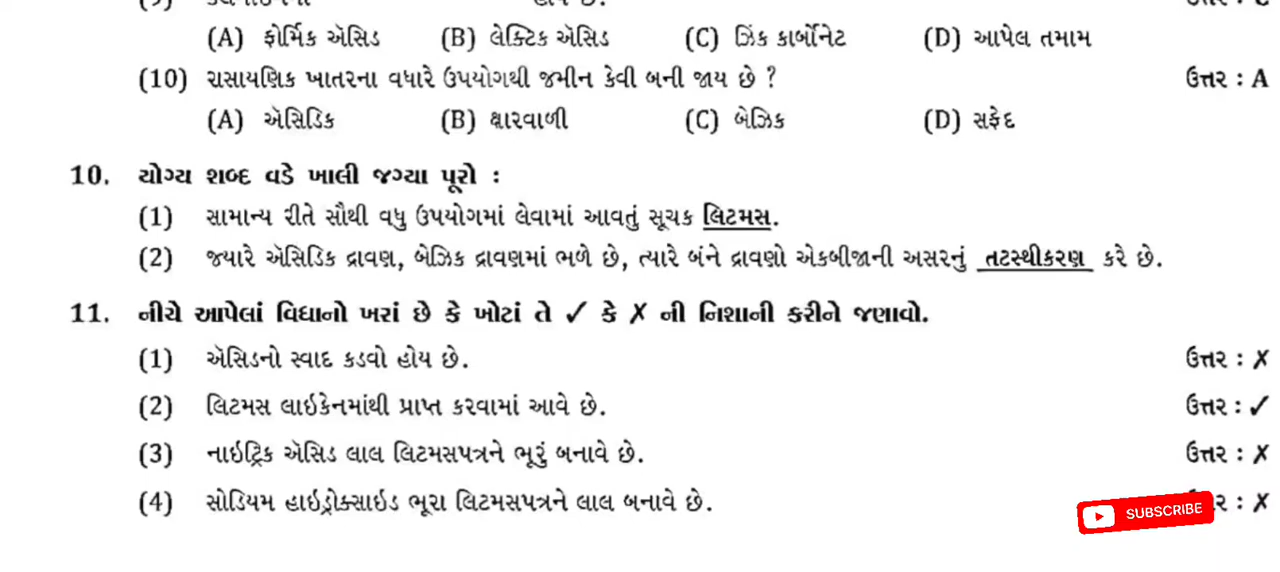 (9) હોય છે. ઉત્તર : C
(A) ફોર્મિક ઍસિડ (B) લેક્ટિક ઍસિડ (C) ઝિંક કાર્બોનેટ (D) આપેલ તમામ
(10) રાસાયણિક ખાતરના વધારે ઉપયોગથી જમીન કેવી બની જાય છે ? ઉત્તર : A
(A) ઍસિડિક (B) ક્ષારવાળી (C) બેઝિક (D) સફેદ
10. યોગ્ય શબ્દ વડે ખાલી જગ્યા પૂરો :
(1) સામાન્ય રીતે સૌથી વધુ ઉપયોગમાં લેવામાં આવતું સૂચક લિટમસ.
(2) જ્યારે ઍસિડિક દ્રાવણ, બેઝિક દ્રાવણમાં ભળે છે, ત્યારે બંને દ્રાવણો એકબીજાની અસરનું તટસ્થીકરણ કરે છે.
11. નીચે આપેલાં વિધાનો ખરાં છે કે ખોટાં તે ✓ કે ✗ ની નિશાની કરીને જણાવો.
(1) ઍસિડનો સ્વાદ કડવો હોય છે. ઉત્તર : ✗
(2) લિટમસ લાઇકેનમાંથી પ્રાપ્ત કરવામાં આવે છે. ઉત્તર : ✓
(3) નાઇટ્રિક ઍસિડ લાલ લિટમસપત્રને ભૂરું બનાવે છે. ઉત્તર : ✗
(4) સોડિયમ હાઇડ્રોક્સાઇડ ભૂરા લિટમસપત્રને લાલ બનાવે છે. ર : ✗
SUBSCRIBE